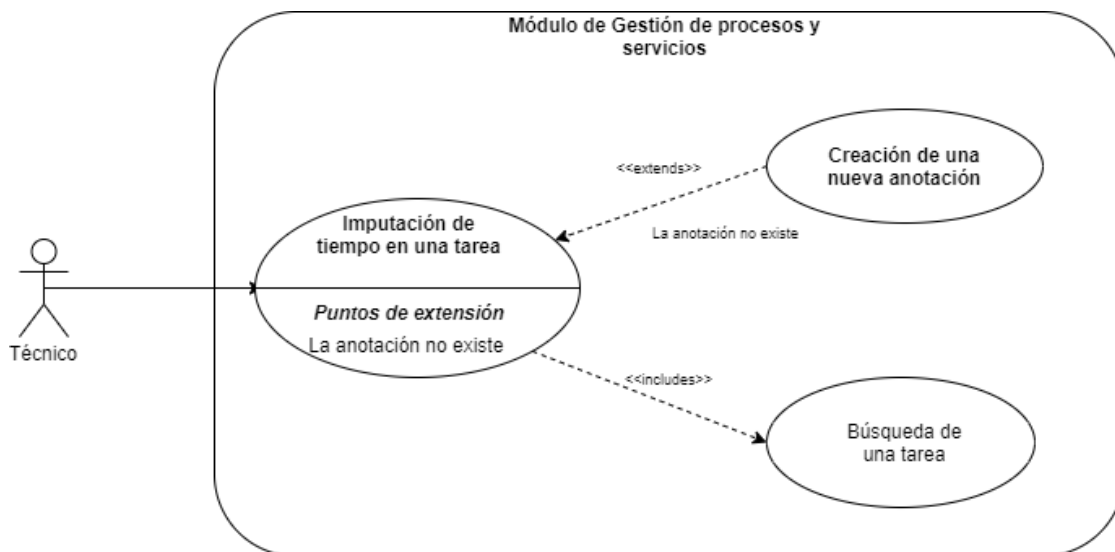 Módulo de Gestión de procesos y
servicios
Creación de una
nueva anotación
<<extends>>
La anotación no existe
Imputación de
tiempo en una tarea
Puntos de extensión
La anotación no existe
Técnico
<<includes>>
Búsqueda de
una tarea